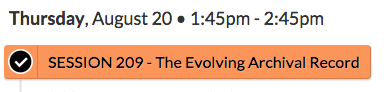 Thursday, August 20 • 1:45pm - 2:45pm
SESSION 209 - The Evolving Archival Record